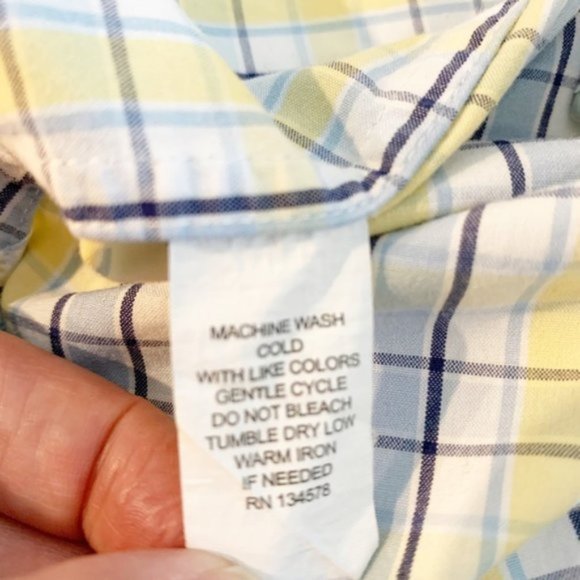 MACHINE WASH
COLD
WITH LIKE COLORS
GENTLE CYCLE
DO NOT BLEACH
TUMBLE DRY LOW
WARM IRON
IF NEEDED
RN 134578